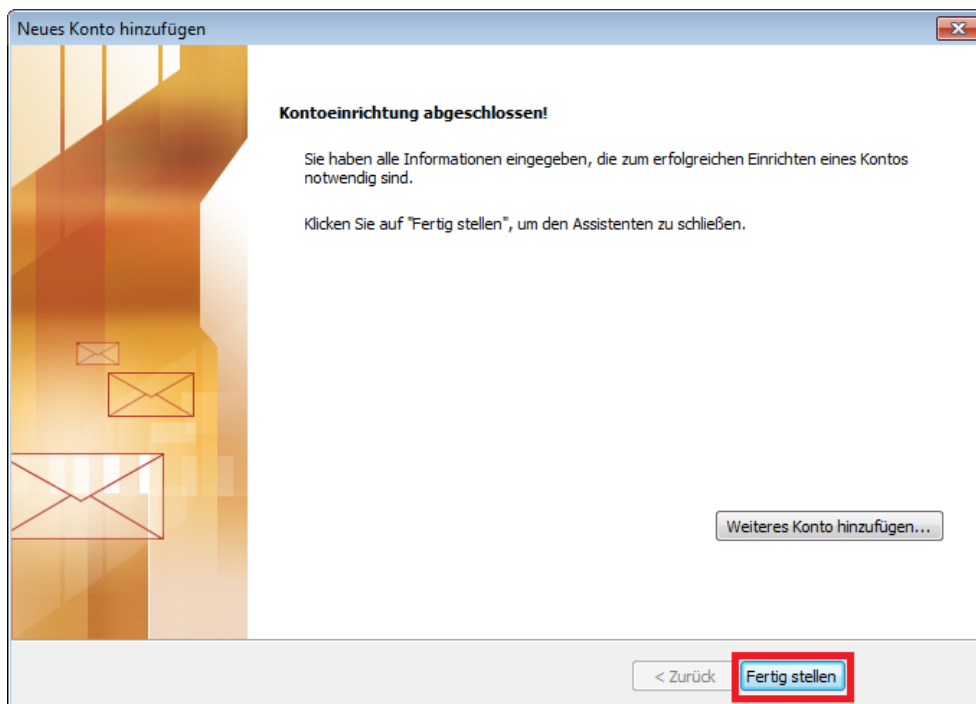 Neues Konto hinzufügen
Kontoeinrichtung abgeschlossen!
Sie haben alle Informationen eingegeben, die zum erfolgreichen Einrichten eines Kontos
notwendig sind.
Klicken Sie auf "Fertig stellen", um den Assistenten zu schließen.
Weiteres Konto hinzufügen...
< Zurück
Fertig stellen